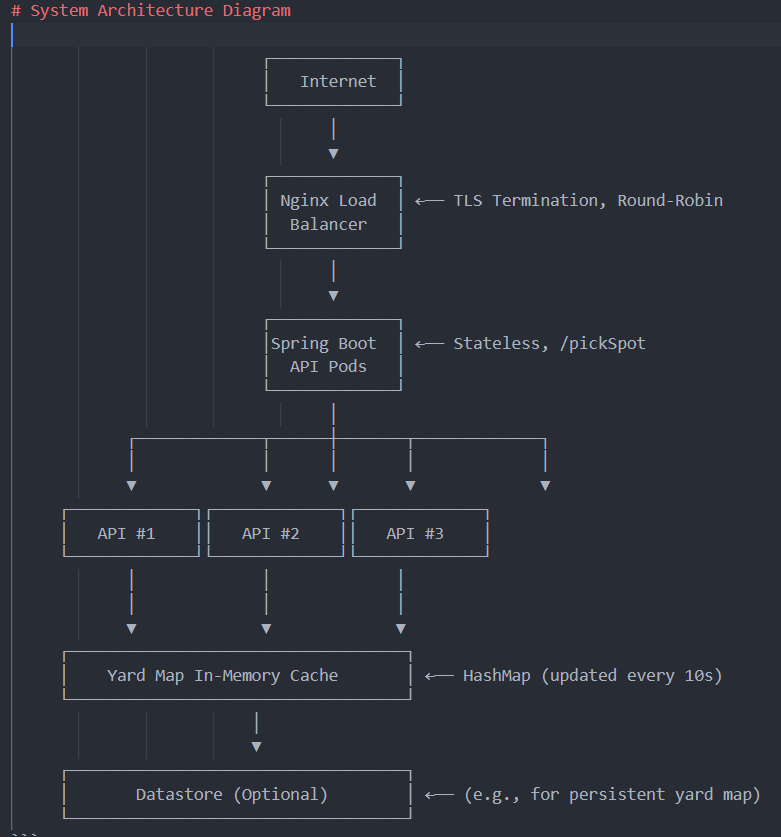 # System Architecture Diagram
Internet
Nginx Load
Balancer
← TLS Termination, Round-Robin
Spring Boot
API Pods
← Stateless, /pickSpot
API #1
API #2
API #3
Yard Map In-Memory Cache
← HashMap (updated every 10s)
Datastore (Optional)
← (e.g., for persistent yard map)
```